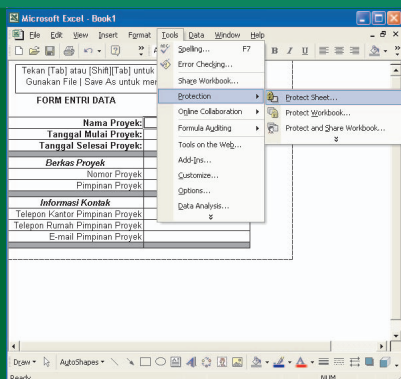 Microsoft Excel - Book1
File Edit View Insert Format Tools Data Window Help
Tekan [Tab] atau [Shift][Tab] untuk
Gunakan File | Save As untuk
FORM ENTRI DATA
Nama Proyek:
Tanggal Mulai Proyek:
Tanggal Selesai Proyek:
Berkas Proyek
Nomor Proyek
Pimpinan Proyek
Informasi Kontak
Telepon Kantor Pimpinan Proyek
Telepon Rumah Pimpinan Proyek
E-mail Pimpinan Proyek
Spelling... F7
Error Checking...
Share Workbook...
Protection
Online Collaboration
Formula Auditing
Tools on the Web...
Add-Ins...
Customize...
Options...
Data Analysis...
Protect Sheet...
Protect Workbook...
Protect and Share Workbook...
B I U
Draw AutoShapes
Ready NUM